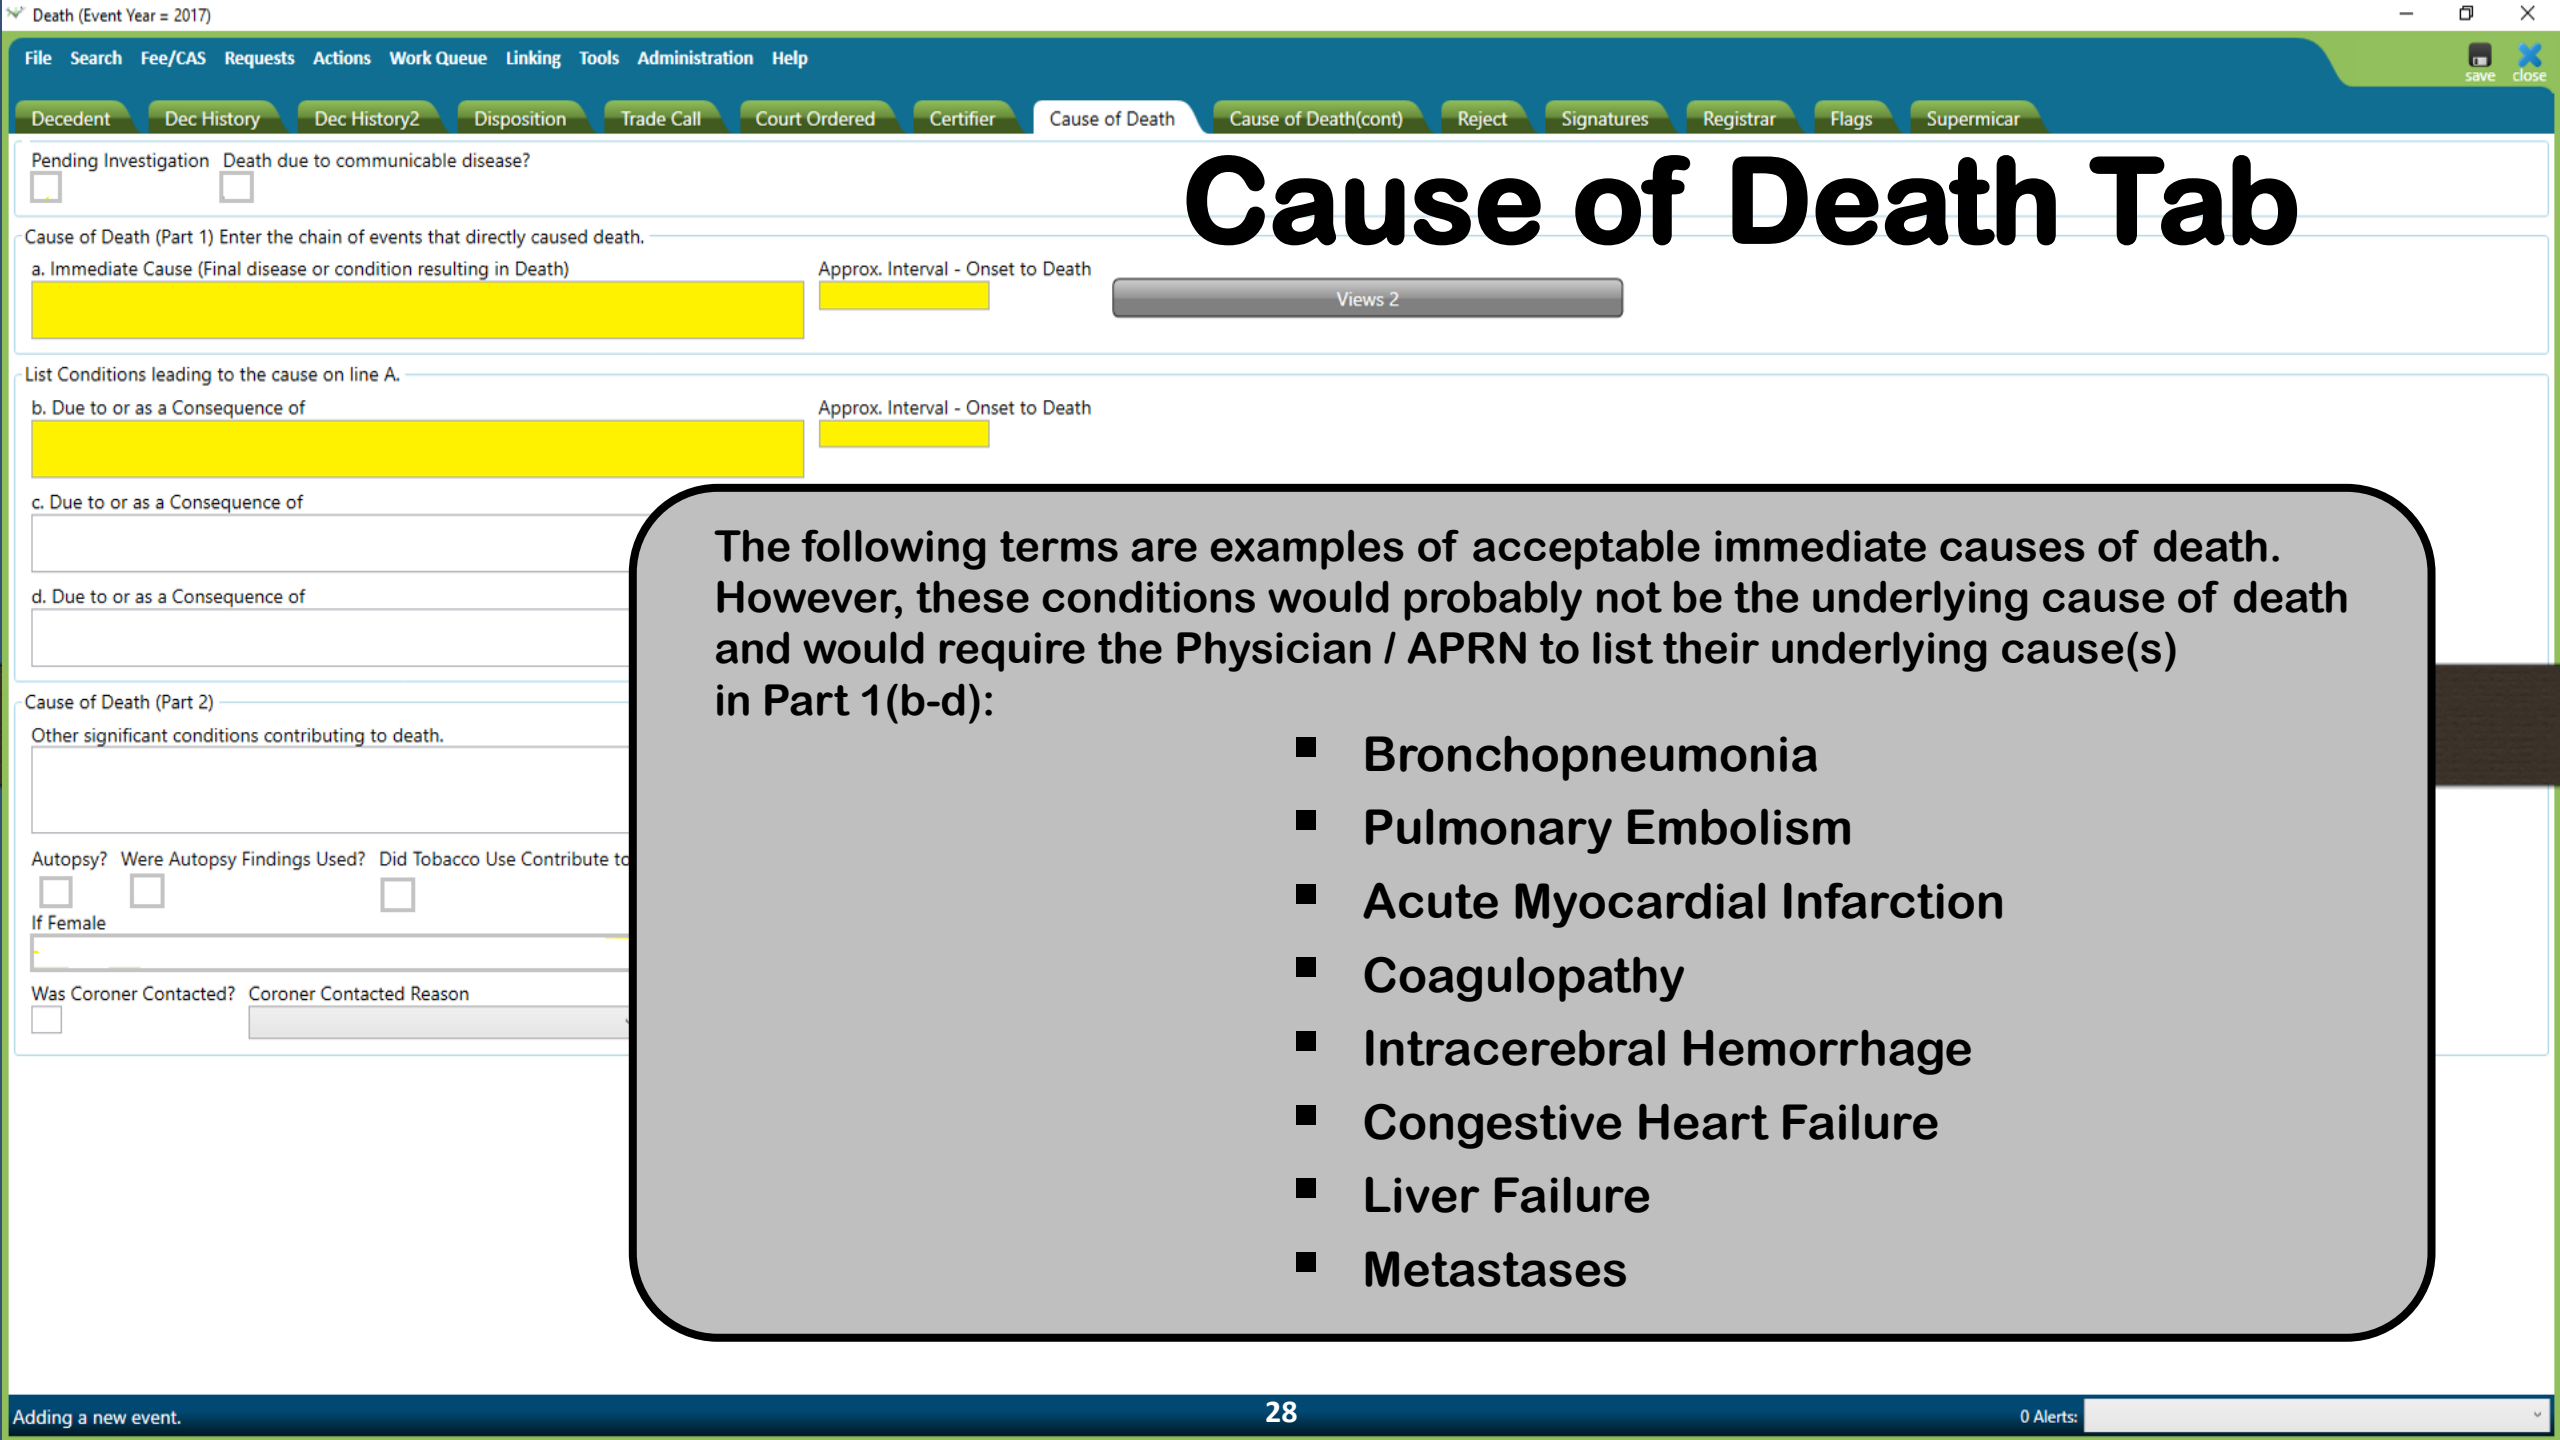 Death (Event Year = 2017)
File Search Fee/CAS Requests Actions Work Queue Linking Tools Administration Help
save close
Decedent Dec History Dec History2 Disposition Trade Call Court Ordered Certifier Cause of Death Cause of Death(cont) Reject Signatures Registrar Flags Supermicar
Pending Investigation Death due to communicable disease?
Cause of Death Tab
Cause of Death (Part 1) Enter the chain of events that directly caused death.
a. Immediate Cause (Final disease or condition resulting in Death) Approx. Interval - Onset to Death
Views 2
List Conditions leading to the cause on line A.
b. Due to or as a Consequence of Approx. Interval - Onset to Death
c. Due to or as a Consequence of
d. Due to or as a Consequence of
Cause of Death (Part 2)
Other significant conditions contributing to death.
Autopsy? Were Autopsy Findings Used? Did Tobacco Use Contribute to
If Female
Was Coroner Contacted? Coroner Contacted Reason
The following terms are examples of acceptable immediate causes of death.
However, these conditions would probably not be the underlying cause of death
and would require the Physician / APRN to list their underlying cause(s)
in Part 1(b-d):
▪ Bronchopneumonia
▪ Pulmonary Embolism
▪ Acute Myocardial Infarction
▪ Coagulopathy
▪ Intracerebral Hemorrhage
▪ Congestive Heart Failure
▪ Liver Failure
▪ Metastases
Adding a new event.
28
0 Alerts: